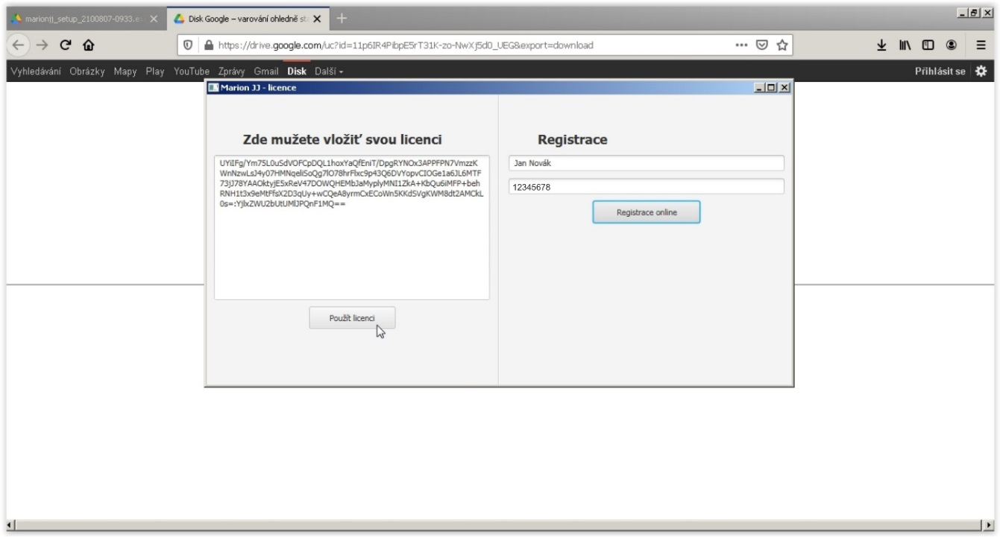 marionjj_setup_2100807-0933.e
Disk Google – varování ohledně st
https://drive.google.com/uc?id=11p6IR4PibpE5rT31K-zo-NwXj5d0_UEG&export=download
Vyhledávání Obrázky Mapy Play YouTube Zprávy Gmail Disk Další
Přihlásit se
Marion JJ - licence
Zde mužete vložiť svou licenci
UYiIFg/Ym75L0uSdVOFCpDQL1hoxYaQfEniT/DpgRYNOx3APPFPN7VmzzK
WnNzwLsJ4y07HMNqeliSoQg7lO78hrFlxc9p43Q6DVYopvCIOGe1a6JL6MTF
73jJ78YAAOktyjE5xReV47DOWQHEMbJaMyplyMNI1ZkA+KbQu6iMFP+beh
RNH1t3x9eMtFfsX2D3qUy+wCQeA8yrmCxECoWn5KKdSVgKWM8dt2AMCkL
0s=:YjlxZWU2bUtUMlJPQnF1MQ==
Použít licenci
Registrace
Jan Novák
12345678
Registrace online